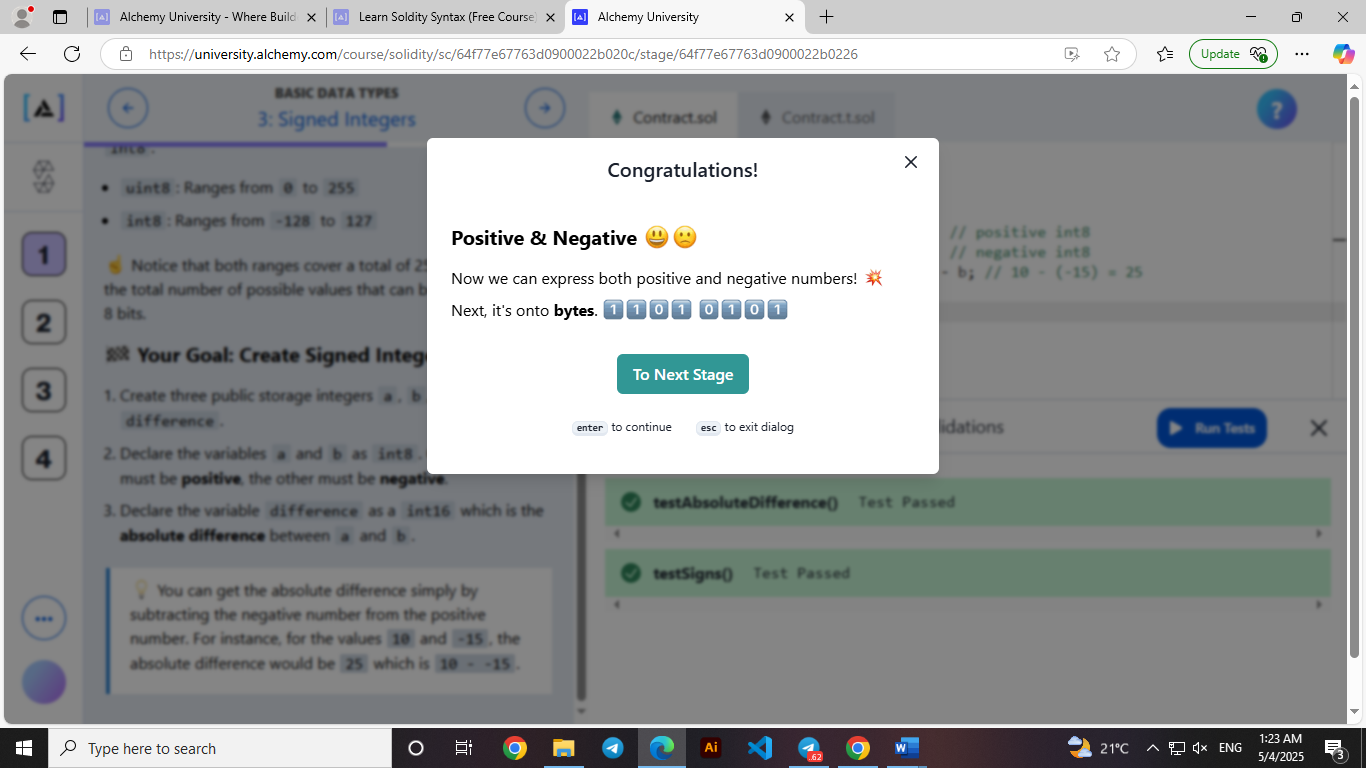 Alchemy University - Where Build
Learn Soldity Syntax (Free Course)
Alchemy University
https://university.alchemy.com/course/solidity/sc/64f77e67763d0900022b020c/stage/64f77e67763d0900022b0226
Update
BASIC DATA TYPES
3: Signed Integers
Contract.sol
Contract.t.sol
?
int8.
uint8: Ranges from 0 to 255
int8: Ranges from -128 to 127
☝️ Notice that both ranges cover a total of
the total number of possible values that can
8 bits.
🏁 Your Goal: Create Signed
1. Create three public storage integers a, b
difference.
2. Declare the variables a and b as int8.
must be positive, the other must be negative.
3. Declare the variable difference as a int16 which is the
absolute difference between a and b.
💡 You can get the absolute difference simply by
subtracting the negative number from the positive
number. For instance, for the values 10 and -15, the
absolute difference would be 25 which is 10 - -15.
1
2
3
4
Congratulations!
Positive & Negative 😃🙁
Now we can express both positive and negative numbers! 💥
Next, it's onto bytes. 1️⃣1️⃣0️⃣1️⃣ 0️⃣1️⃣0️⃣1️⃣
To Next Stage
enter to continue esc to exit dialog
// positive int8
// negative int8
- b; // 10 - (-15) = 25
Run Tests
testAbsoluteDifference() Test Passed
testSigns() Test Passed
Type here to search
Ai
.62
21°C
ENG
1:23 AM
5/4/2025
3